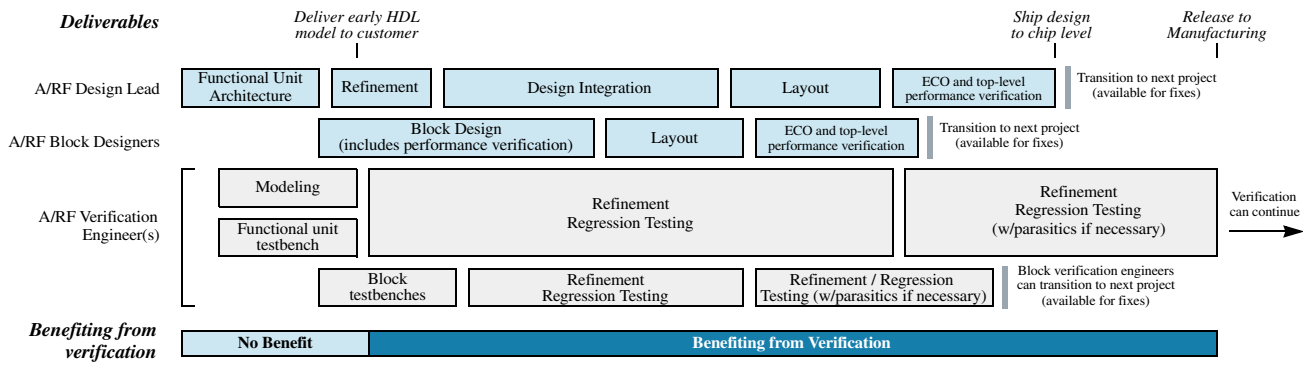 Deliverables
Deliver early HDL
model to customer
Ship design
to chip level
Release to
Manufacturing
A/RF Design Lead
Functional Unit
Architecture
Refinement
Design Integration
Layout
ECO and top-level
performance verification
Transition to next project
(available for fixes)
A/RF Block Designers
Block Design
(includes performance verification)
Layout
ECO and top-level
performance verification
Transition to next project
(available for fixes)
A/RF Verification
Engineer(s)
Modeling
Functional unit
testbench
Refinement
Regression Testing
Refinement
Regression Testing
(w/parasitics if necessary)
Verification
can continue
Block
testbenches
Refinement
Regression Testing
Refinement / Regression
Testing (w/parasitics if necessary)
Block verification engineers
can transition to next project
(available for fixes)
Benefiting from
verification
No Benefit
Benefiting from Verification